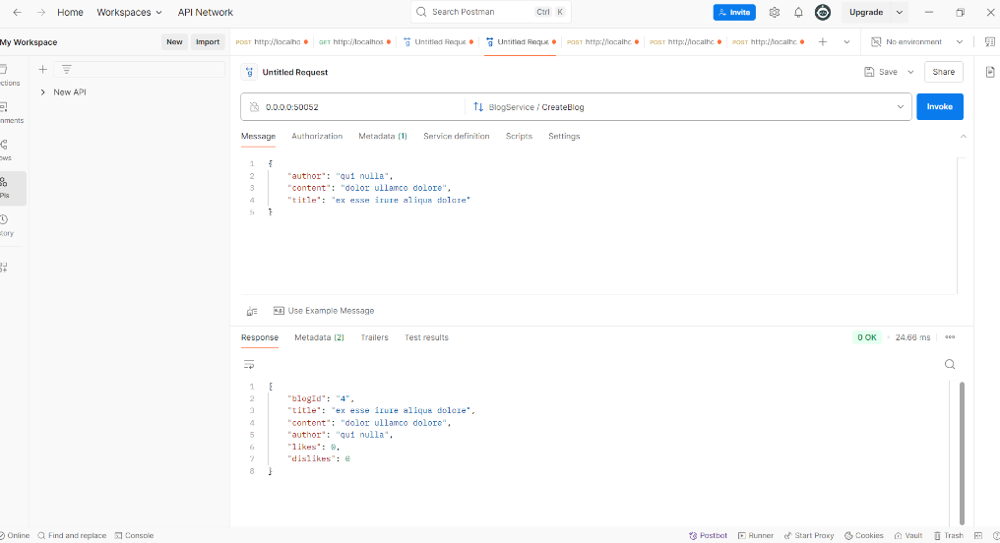 Home Workspaces API Network Search Postman Ctrl K Invite Upgrade
My Workspace New Import POST http://localho GET http://localhos Untitled Reque Untitled Reque POST http://localhc POST http://localhc POST http://localhc No environment
ctions
nments
ows
PIs
tory
New API
Untitled Request Save Share
0.0.0.0:50052 BlogService / CreateBlog Invoke
Message Authorization Metadata (1) Service definition Scripts Settings
1 {
2 "author": "qui nulla",
3 "content": "dolor ullamco dolore",
4 "title": "ex esse irure aliqua dolore"
5 }
Use Example Message
Response Metadata (2) Trailers Test results 0 OK 24.66 ms
1 {
2 "blogId": "4",
3 "title": "ex esse irure aliqua dolore",
4 "content": "dolor ullamco dolore",
5 "author": "qui nulla",
6 "likes": 0,
7 "dislikes": 0
8 }
Online Find and replace Console Postbot Runner Start Proxy Cookies Vault Trash